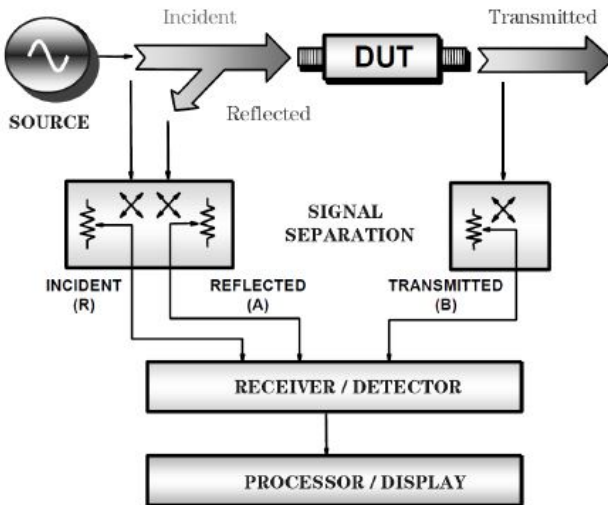 Incident
Transmitted
DUT
SOURCE
Reflected
SIGNAL
SEPARATION
INCIDENT
(R)
REFLECTED
(A)
TRANSMITTED
(B)
RECEIVER / DETECTOR
PROCESSOR / DISPLAY